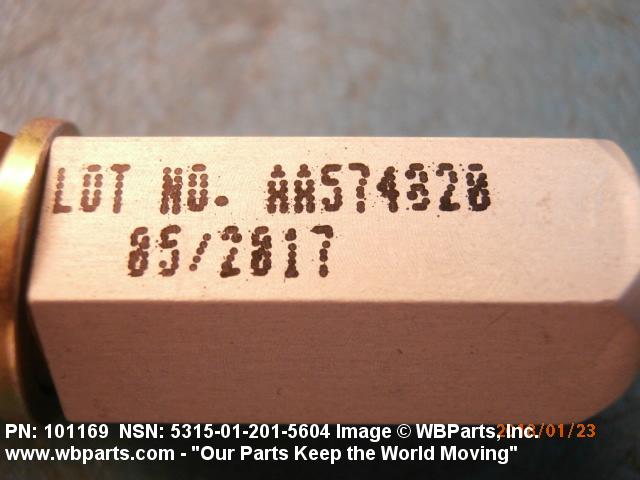 LOT NO. AA574920
05/2017
PN: 101169 NSN: 5315-01-201-5604 Image © WBParts, Inc.
www.wbparts.com - "Our Parts Keep the World Moving"